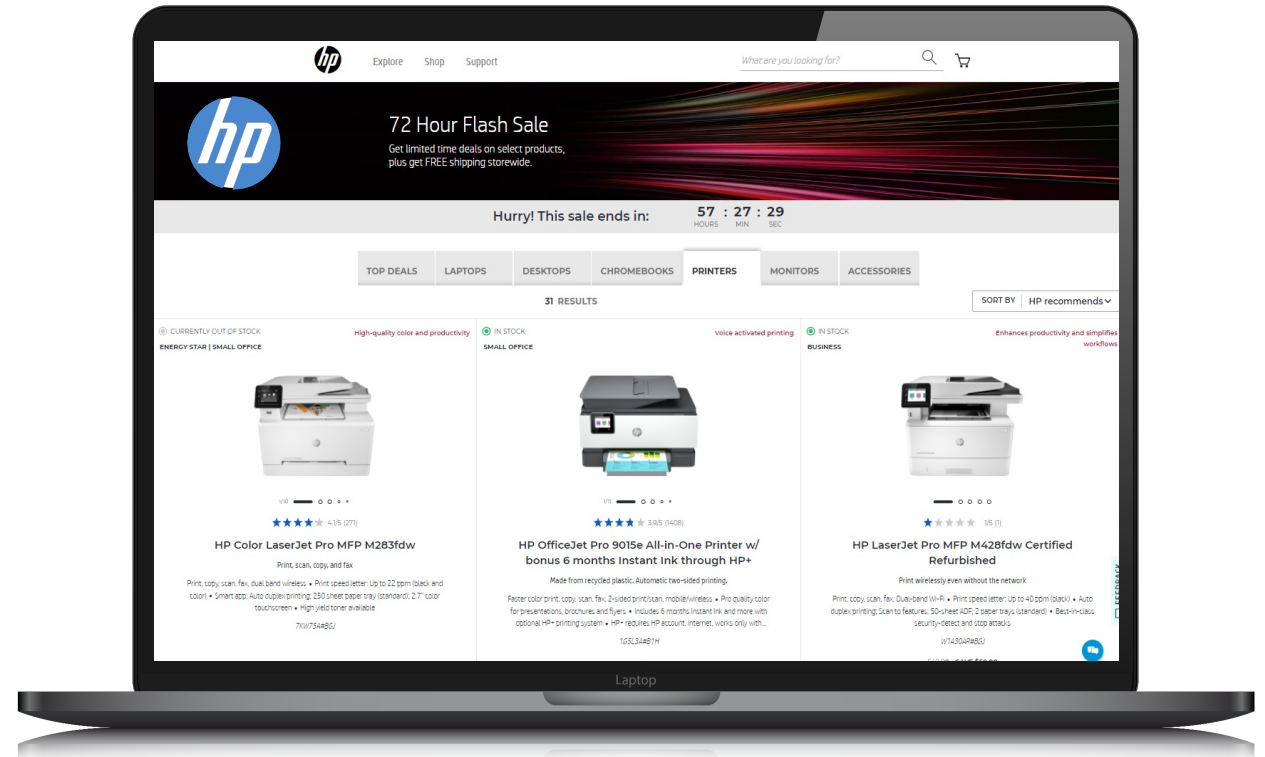 hp Explore Shop Support What are you looking for?
hp
72 Hour Flash Sale
Get limited time deals on select products,
plus get FREE shipping storewide.
Hurry! This sale ends in: 57 : 27 : 29
HOURS MIN SEC
TOP DEALS LAPTOPS DESKTOPS CHROMEBOOKS PRINTERS MONITORS ACCESSORIES
31 RESULTS
SORT BY HP recommends
CURRENTLY OUT OF STOCK
High-quality color and productivity
ENERGY STAR | SMALL OFFICE
1/10
4.1/5 (271)
HP Color LaserJet Pro MFP M283fdw
Print, scan, copy, and fax
Print, copy, scan, fax, dual band wireless • Print speed letter: Up to 22 ppm (black and
color) • Smart app; Auto duplex printing; 250 sheet paper tray (standard); 2.7" color
touchscreen • High yield toner available
7KW75A#BGJ
IN STOCK
Voice activated printing
SMALL OFFICE
1/11
3.9/5 (1408)
HP OfficeJet Pro 9015e All-in-One Printer w/
bonus 6 months Instant Ink through HP+
Made from recycled plastic. Automatic two-sided printing.
Faster color print, copy, scan, fax, 2-sided print/scan, mobile/wireless • Pro quality color
for presentations, brochures and flyers • Includes 6 months Instant Ink and more with
optional HP+ printing system • HP+ requires HP account, internet, works only with...
1G5L3A#B1H
IN STOCK
Enhances productivity and simplifies
workflows
BUSINESS
1/5 (1)
HP LaserJet Pro MFP M428fdw Certified
Refurbished
Print wirelessly even without the network
Print, copy, scan, fax, Dual-band Wi-Fi • Print speed letter: Up to 40 ppm (black) • Auto
duplex printing; Scan to features; 50-sheet ADF; 2 paper trays (standard) • Best-in-class
security-detect and stop attacks
W1A30AR#BGJ
FEEDBACK
Laptop